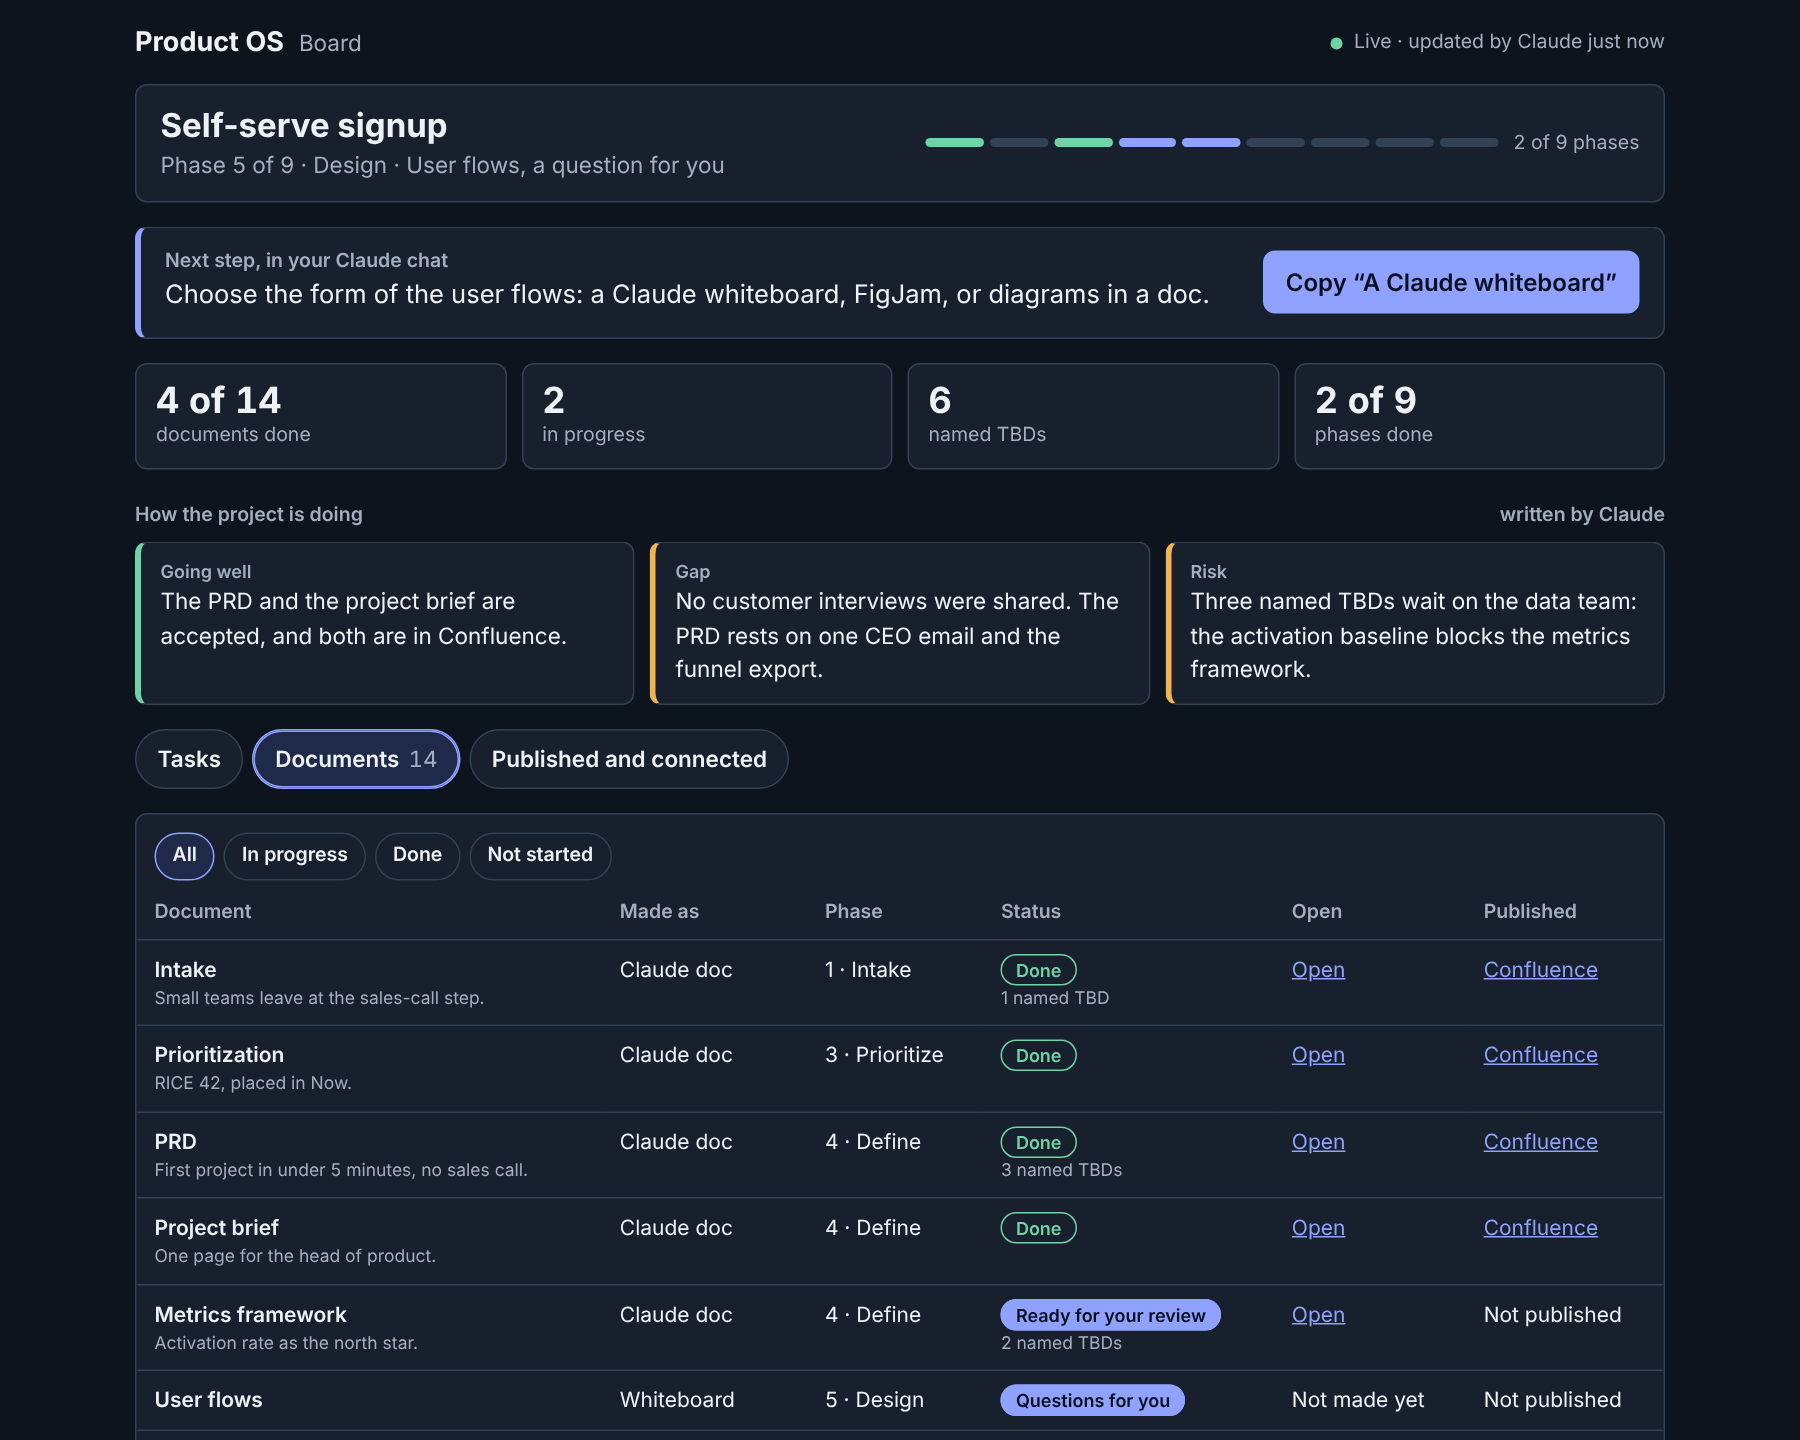 Product OS Board
Live · updated by Claude just now
Self-serve signup
Phase 5 of 9 · Design · User flows, a question for you
2 of 9 phases
Next step, in your Claude chat
Choose the form of the user flows: a Claude whiteboard, FigJam, or diagrams in a doc.
Copy “A Claude whiteboard”
4 of 14
documents done
2
in progress
6
named TBDs
2 of 9
phases done
How the project is doing
written by Claude
Going well
The PRD and the project brief are
accepted, and both are in Confluence.
Gap
No customer interviews were shared. The
PRD rests on one CEO email and the
funnel export.
Risk
Three named TBDs wait on the data team:
the activation baseline blocks the metrics
framework.
Tasks
Documents 14
Published and connected
All
In progress
Done
Not started
Document Made as Phase Status Open Published
Intake Claude doc 1 · Intake Done Open Confluence
Small teams leave at the sales-call step. 1 named TBD
Prioritization Claude doc 3 · Prioritize Done Open Confluence
RICE 42, placed in Now.
PRD Claude doc 4 · Define Done Open Confluence
First project in under 5 minutes, no sales call. 3 named TBDs
Project brief Claude doc 4 · Define Done Open Confluence
One page for the head of product.
Metrics framework Claude doc 4 · Define Ready for your review Open Not published
Activation rate as the north star. 2 named TBDs
User flows Whiteboard 5 · Design Questions for you Not made yet Not published